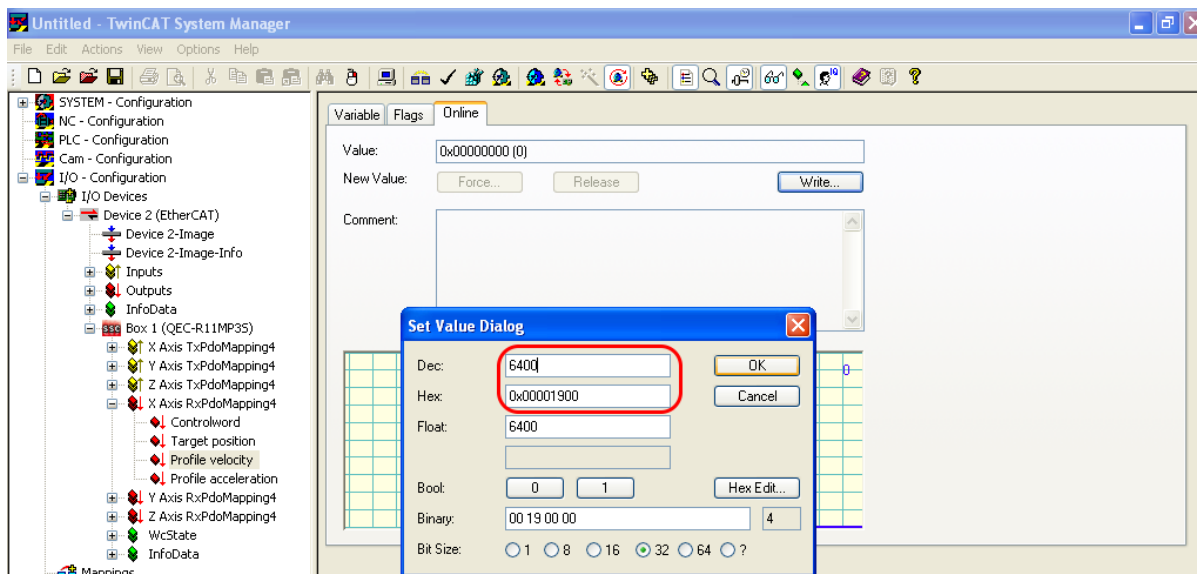 Untitled - TwinCAT System Manager
File Edit Actions View Options Help
SYSTEM - Configuration
NC - Configuration
PLC - Configuration
Cam - Configuration
I/O - Configuration
I/O Devices
Device 2 (EtherCAT)
Device 2-Image
Device 2-Image-Info
Inputs
Outputs
InfoData
Box 1 (QEC-R11MP3S)
X Axis TxPdoMapping4
Y Axis TxPdoMapping4
Z Axis TxPdoMapping4
X Axis RxPdoMapping4
Controlword
Target position
Profile velocity
Profile acceleration
Y Axis RxPdoMapping4
Z Axis RxPdoMapping4
WcState
InfoData
Mappings
Variable Flags Online
Value: 0x00000000 (0)
New Value: Force... Release Write...
Comment:
0
Set Value Dialog
Dec: 6400 OK
Hex: 0x00001900 Cancel
Float: 6400
Bool: 0 1 Hex Edit...
Binary: 00 19 00 00 4
Bit Size: 1 8 16 32 64 ?